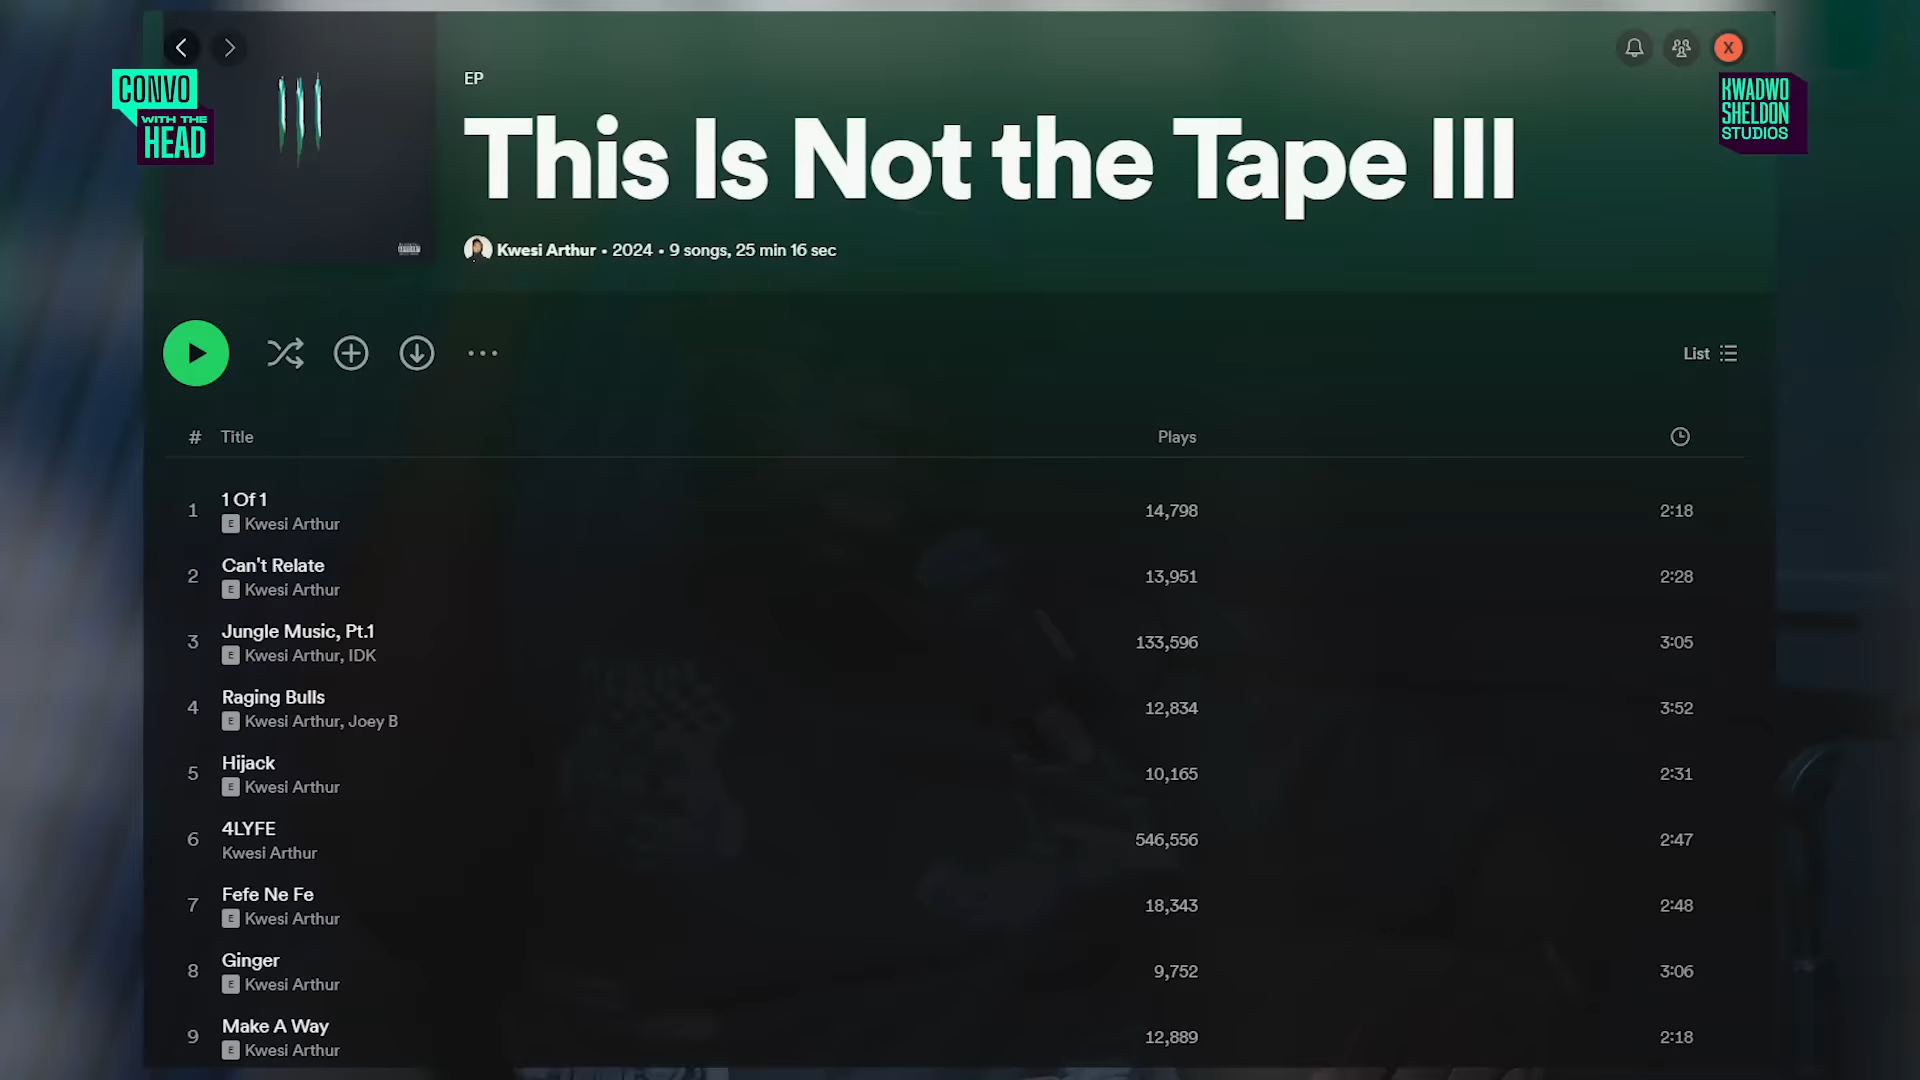 CONVO
WITH THE
HEAD
KWADWO
SHELDON
STUDIOS
X
EP
This Is Not the Tape III
Kwesi Arthur • 2024 • 9 songs, 25 min 16 sec
List
# Title Plays
1 1 Of 1 14,798 2:18
E Kwesi Arthur
2 Can't Relate 13,951 2:28
E Kwesi Arthur
3 Jungle Music, Pt.1 133,596 3:05
E Kwesi Arthur, IDK
4 Raging Bulls 12,834 3:52
E Kwesi Arthur, Joey B
5 Hijack 10,165 2:31
E Kwesi Arthur
6 4LYFE 546,556 2:47
Kwesi Arthur
7 Fefe Ne Fe 18,343 2:48
E Kwesi Arthur
8 Ginger 9,752 3:06
E Kwesi Arthur
9 Make A Way 12,889 2:18
E Kwesi Arthur